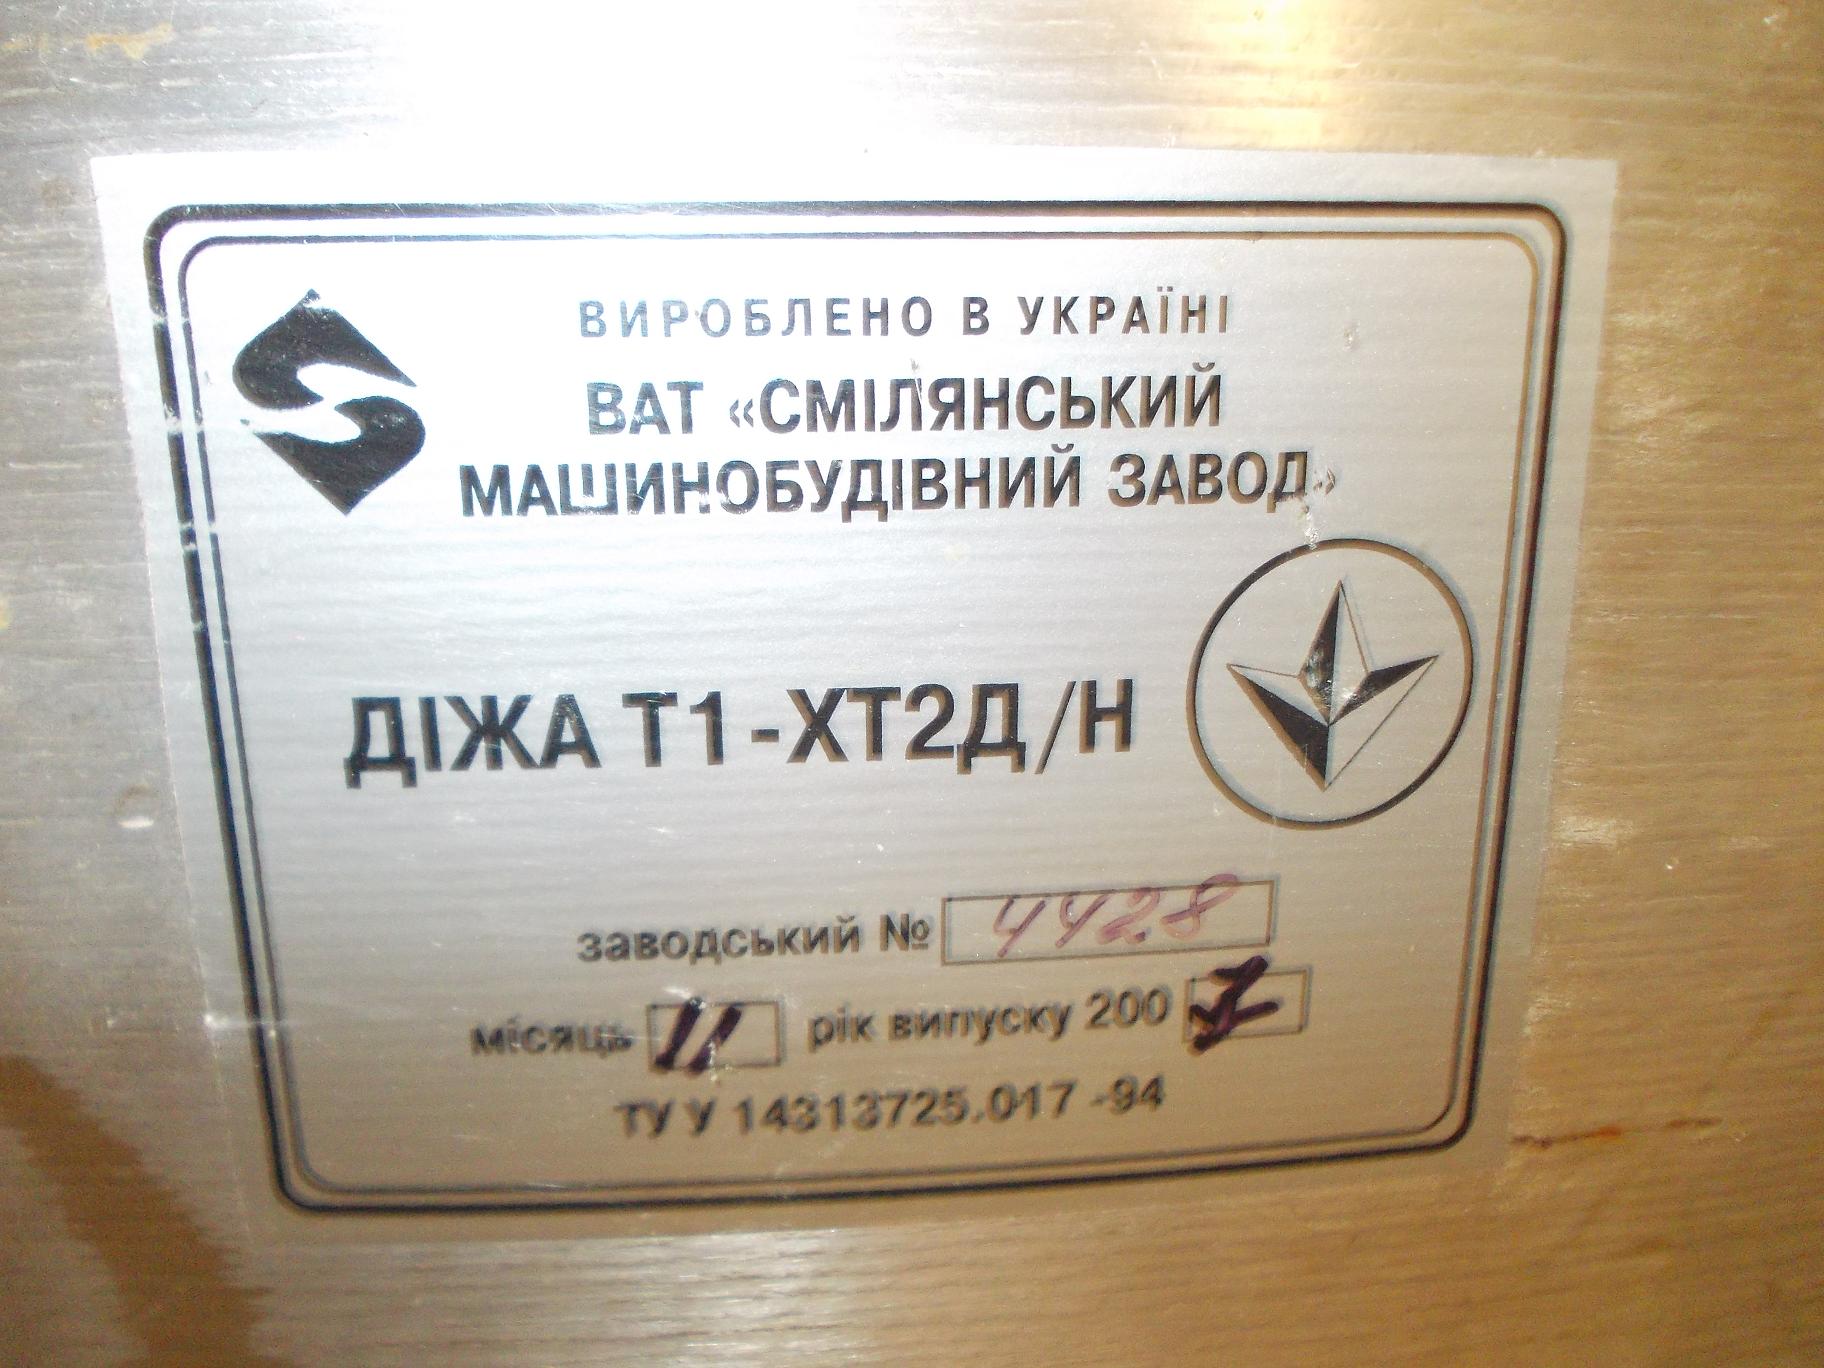 ВИРОБЛЕНО В УКРАЇНІ
ВАТ «СМІЛЯНСЬКИЙ
МАШИНОБУДІВНИЙ ЗАВОД»
ДІЖА Т1-ХТ2Д/Н
заводський № 4428
місяць 11 рік випуску 200 7
ТУ У 14313725.017 -94